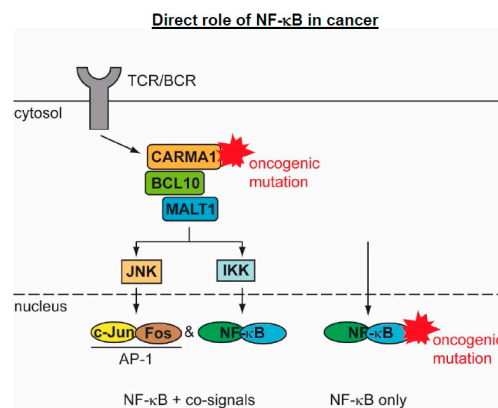 Direct role of NF-κB in cancer
TCR/BCR
cytosol
CARMA1
oncogenic
mutation
BCL10
MALT1
JNK
IKK
nucleus
c-Jun Fos & NF-κB
NF-κB
oncogenic
mutation
AP-1
NF-κB + co-signals
NF-κB only